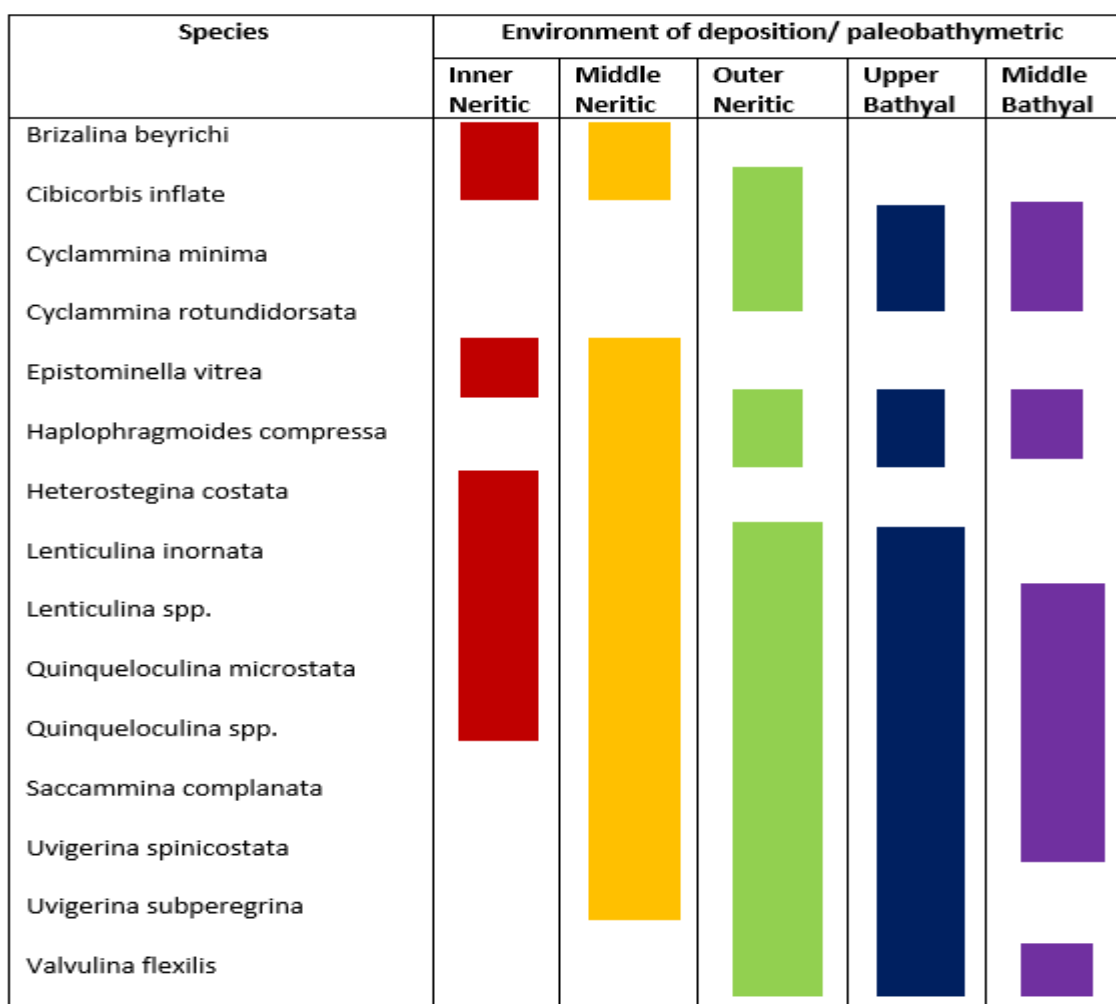 Species
Environment of deposition/ paleobathymetric
Inner Neritic
Middle Neritic
Outer Neritic
Upper Bathyal
Middle Bathyal
Brizalina beyrichi
Cibicorbis inflate
Cyclammina minima
Cyclammina rotundidorsata
Epistominella vitrea
Haplophragmoides compressa
Heterostegina costata
Lenticulina inornata
Lenticulina spp.
Quinqueloculina microstata
Quinqueloculina spp.
Saccammina complanata
Uvigerina spinicostata
Uvigerina subperegrina
Valvulina flexilis